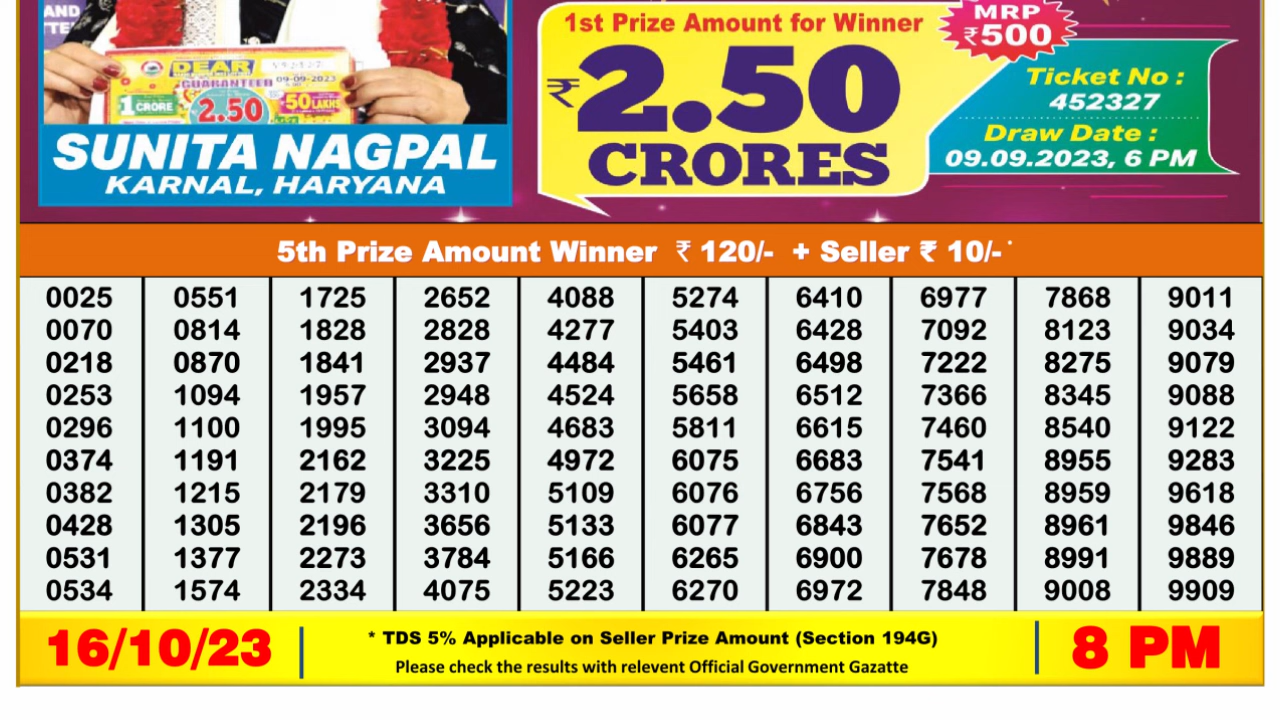 AND
TTE
DEAR
GUARANTEED 09-09-2023
1 CRORE
2.50
50 LAKHS
SUNITA NAGPAL
KARNAL, HARYANA
1st Prize Amount for Winner
₹2.50
CRORES
MRP
₹500
Ticket No :
452327
Draw Date :
09.09.2023, 6 PM
5th Prize Amount Winner ₹ 120/- + Seller ₹ 10/- *
0025 0551 1725 2652 4088 5274 6410 6977 7868 9011
0070 0814 1828 2828 4277 5403 6428 7092 8123 9034
0218 0870 1841 2937 4484 5461 6498 7222 8275 9079
0253 1094 1957 2948 4524 5658 6512 7366 8345 9088
0296 1100 1995 3094 4683 5811 6615 7460 8540 9122
0374 1191 2162 3225 4972 6075 6683 7541 8955 9283
0382 1215 2179 3310 5109 6076 6756 7568 8959 9618
0428 1305 2196 3656 5133 6077 6843 7652 8961 9846
0531 1377 2273 3784 5166 6265 6900 7678 8991 9889
0534 1574 2334 4075 5223 6270 6972 7848 9008 9909
16/10/23
* TDS 5% Applicable on Seller Prize Amount (Section 194G)
Please check the results with relevent Official Government Gazatte
8 PM